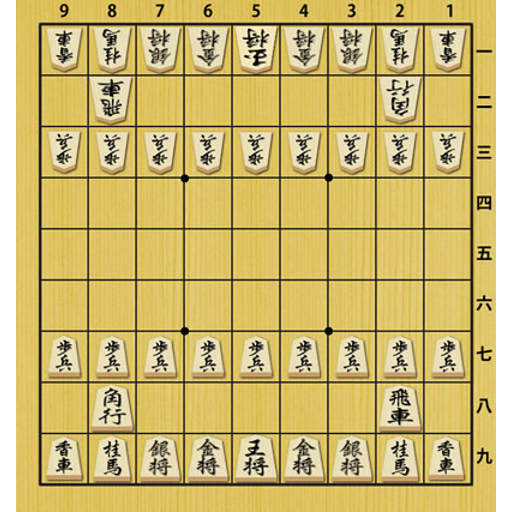 9 8 7 6 5 4 3 2 1
香車 桂馬 銀将 金将 玉将 金将 銀将 桂馬 香車 一
飛車 角行 二
歩兵 歩兵 歩兵 歩兵 歩兵 歩兵 歩兵 歩兵 歩兵 三
四
五
六
歩兵 歩兵 歩兵 歩兵 歩兵 歩兵 歩兵 歩兵 歩兵 七
角行 飛車 八
香車 桂馬 銀将 金将 王将 金将 銀将 桂馬 香車 九